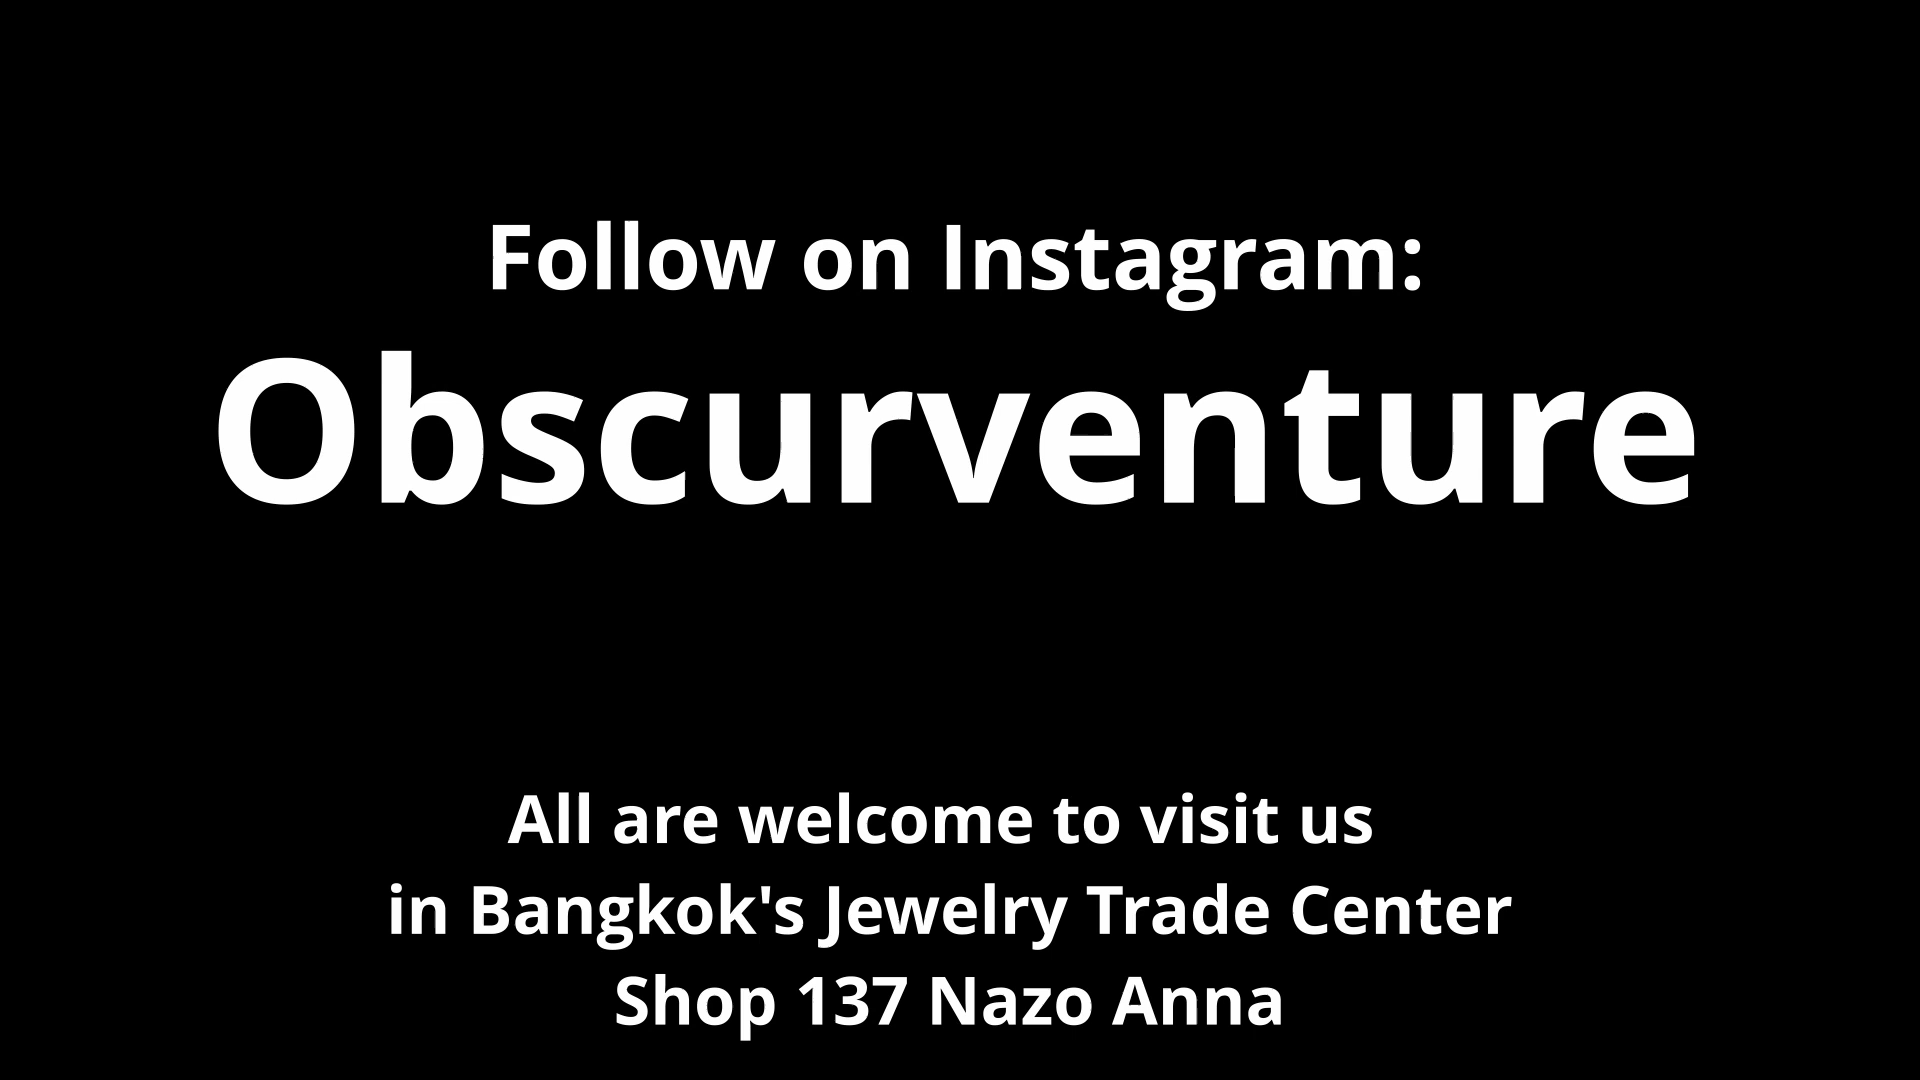 Follow on Instagram:
Obscurventure
All are welcome to visit us
in Bangkok's Jewelry Trade Center
Shop 137 Nazo Anna